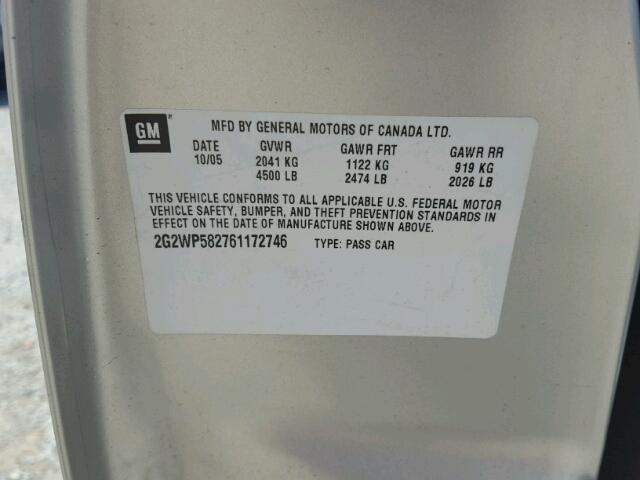 GM
MFD BY GENERAL MOTORS OF CANADA LTD.
DATE GVWR GAWR FRT GAWR RR
10/05 2041 KG 1122 KG 919 KG
4500 LB 2474 LB 2026 LB
THIS VEHICLE CONFORMS TO ALL APPLICABLE U.S. FEDERAL MOTOR
VEHICLE SAFETY, BUMPER, AND THEFT PREVENTION STANDARDS IN
EFFECT ON THE DATE OF MANUFACTURE SHOWN ABOVE.
2G2WP582761172746 TYPE: PASS CAR